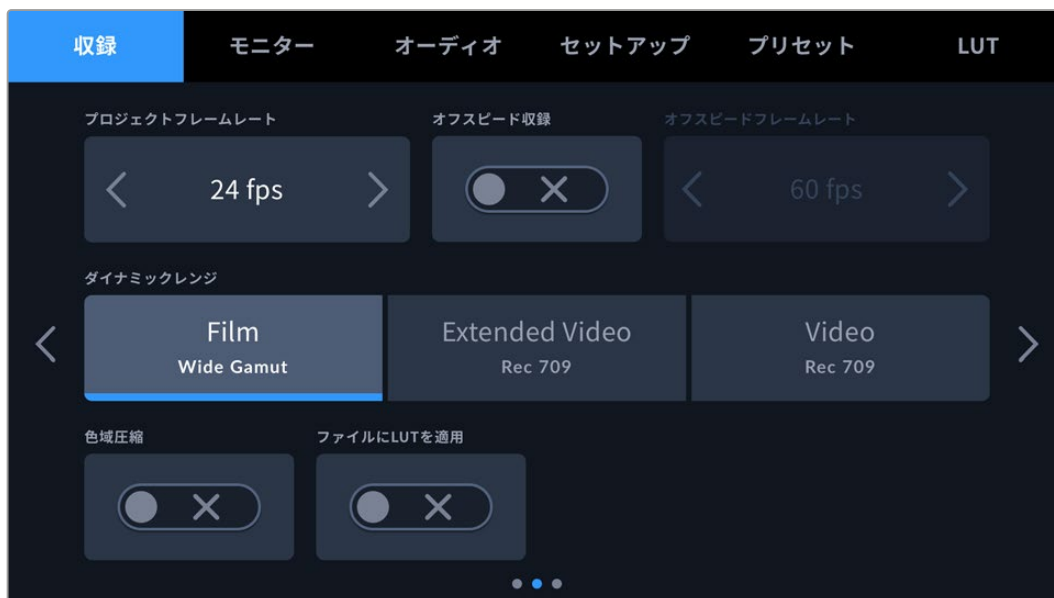 収録
モニター
オーディオ
セットアップ
プリセット
LUT
プロジェクトフレームレート
オフスピード収録
オフスピードフレームレート
24 fps
60 fps
ダイナミックレンジ
Film
Wide Gamut
Extended Video
Rec 709
Video
Rec 709
色域圧縮
ファイルにLUTを適用